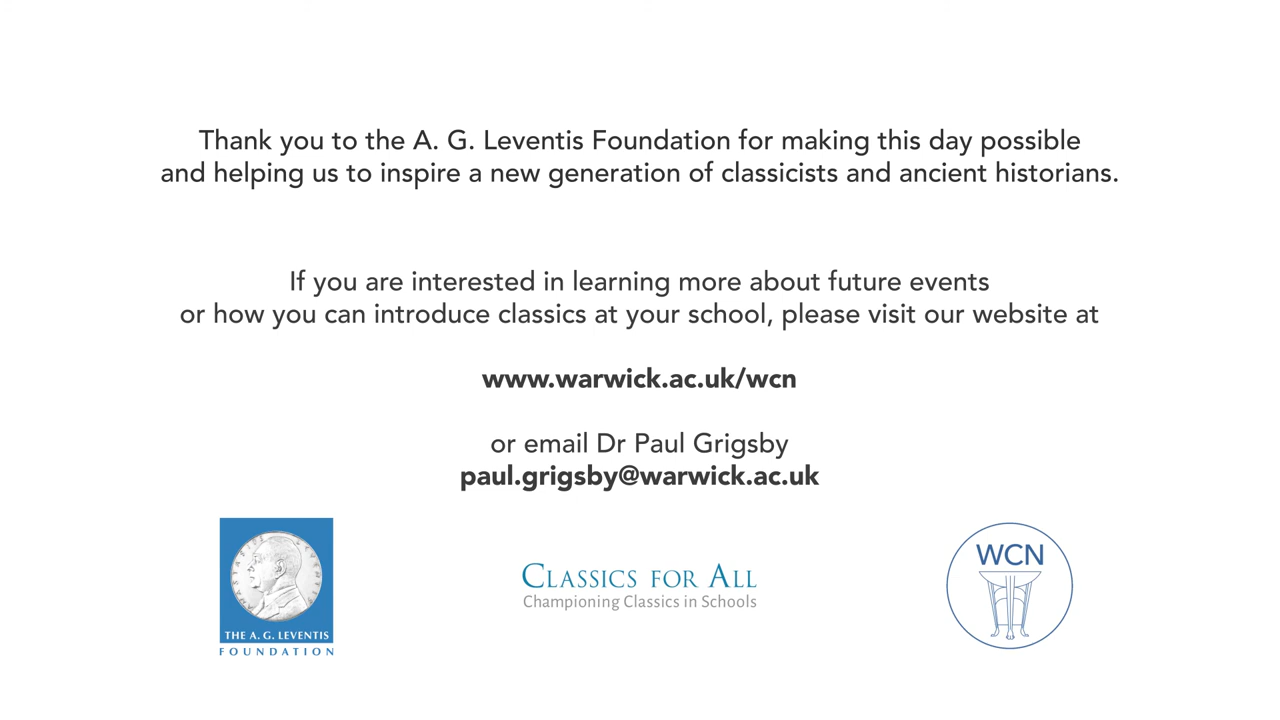 Thank you to the A. G. Leventis Foundation for making this day possible
and helping us to inspire a new generation of classicists and ancient historians.
If you are interested in learning more about future events
or how you can introduce classics at your school, please visit our website at
www.warwick.ac.uk/wcn
or email Dr Paul Grigsby
paul.grigsby@warwick.ac.uk
THE A. G. LEVENTIS
FOUNDATION
CLASSICS FOR ALL
Championing Classics in Schools
WCN